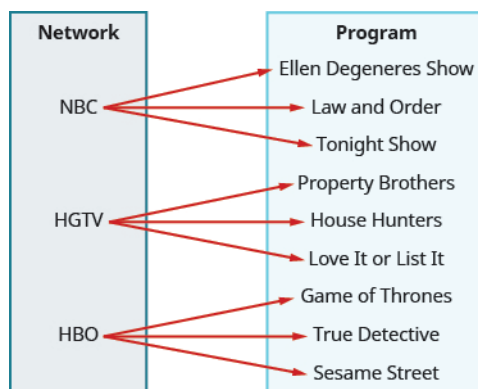 Network
Program
Ellen Degeneres Show
NBC
Law and Order
Tonight Show
Property Brothers
HGTV
House Hunters
Love It or List It
Game of Thrones
HBO
True Detective
Sesame Street